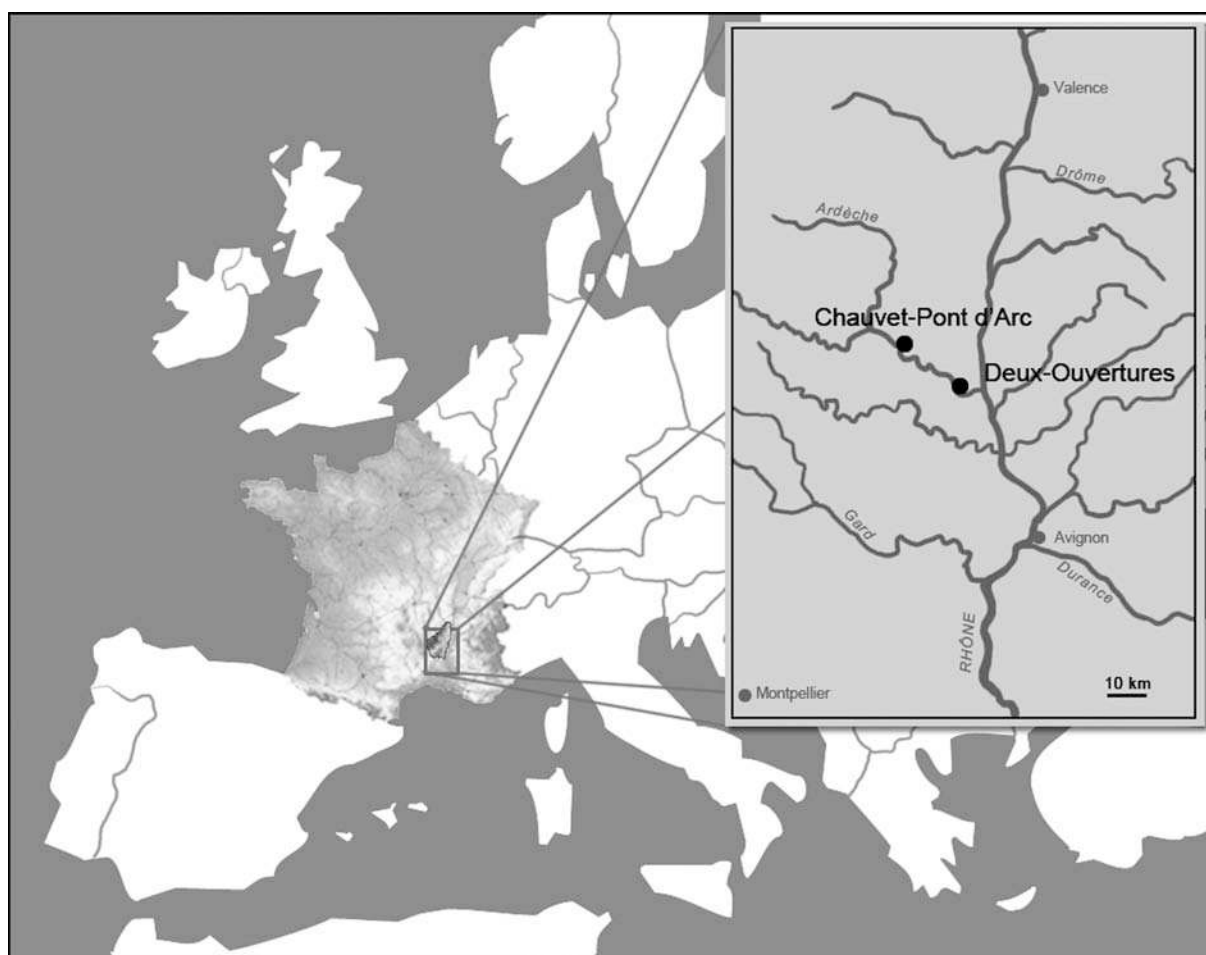 Valence
Drôme
Ardèche
Chauvet-Pont d'Arc
Deux-Ouvertures
Gard
Avignon
Durance
RHÔNE
10 km
Montpellier